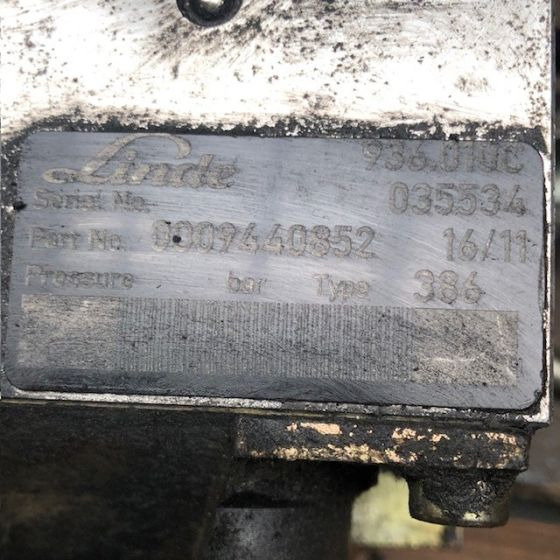 Linde 936.010C
Serial No. 035534
Part No. 0009440852 16/11
Pressure bar Type 386